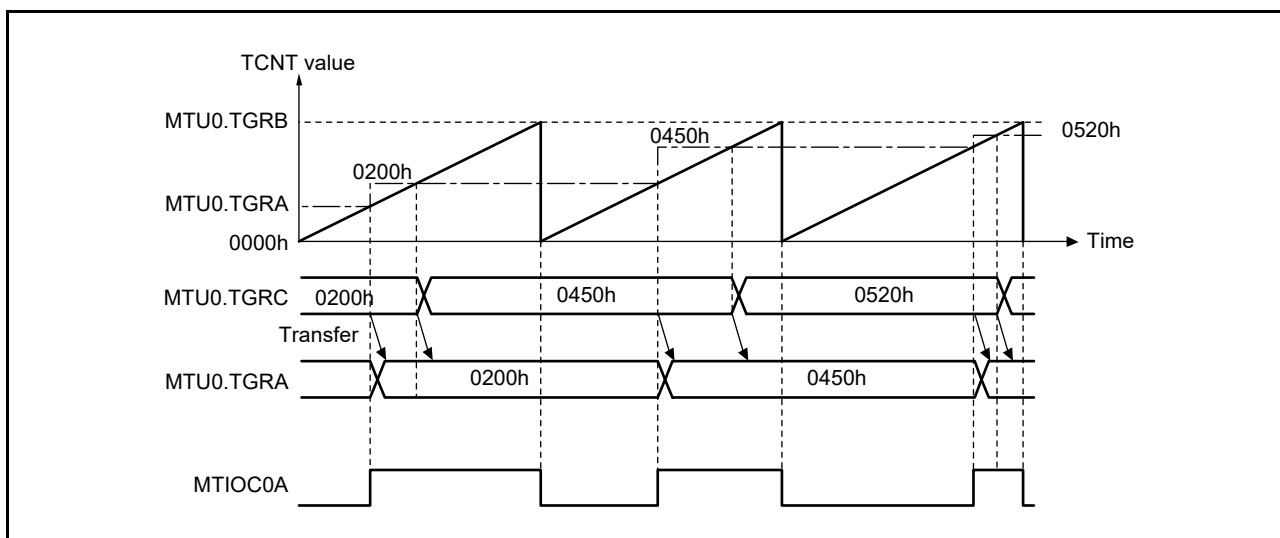 TCNT value
MTU0.TGRB
0450h
0520h
0200h
MTU0.TGRA
0000h
Time
MTU0.TGRC
0200h
0450h
0520h
Transfer
MTU0.TGRA
0200h
0450h
MTIOC0A